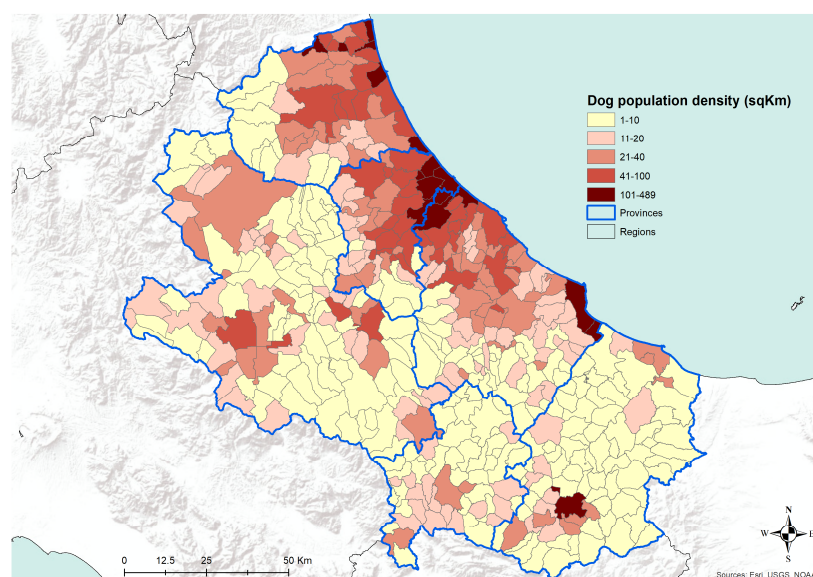 Dog population density (sqKm)
1-10
11-20
21-40
41-100
101-489
Provinces
Regions
N
W E
S
0 12.5 25 50 Km
Sources: Esri, USGS, NOAA